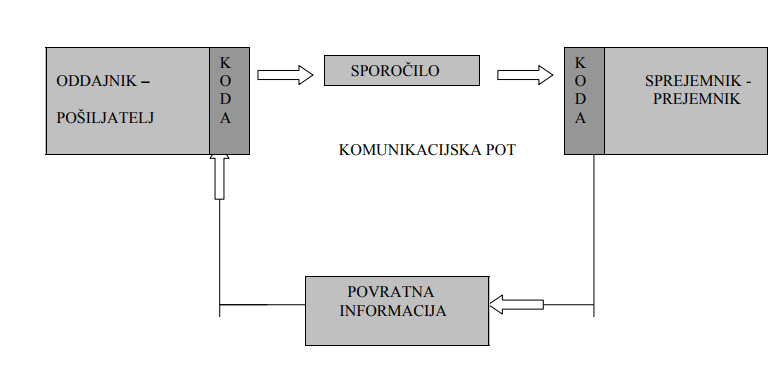 ODDAJNIK –
POŠILJATELJ
K
O
D
A
SPOROČILO
K
O
D
A
SPREJEMNIK -
PREJEMNIK
KOMUNIKACIJSKA POT
POVRATNA
INFORMACIJA